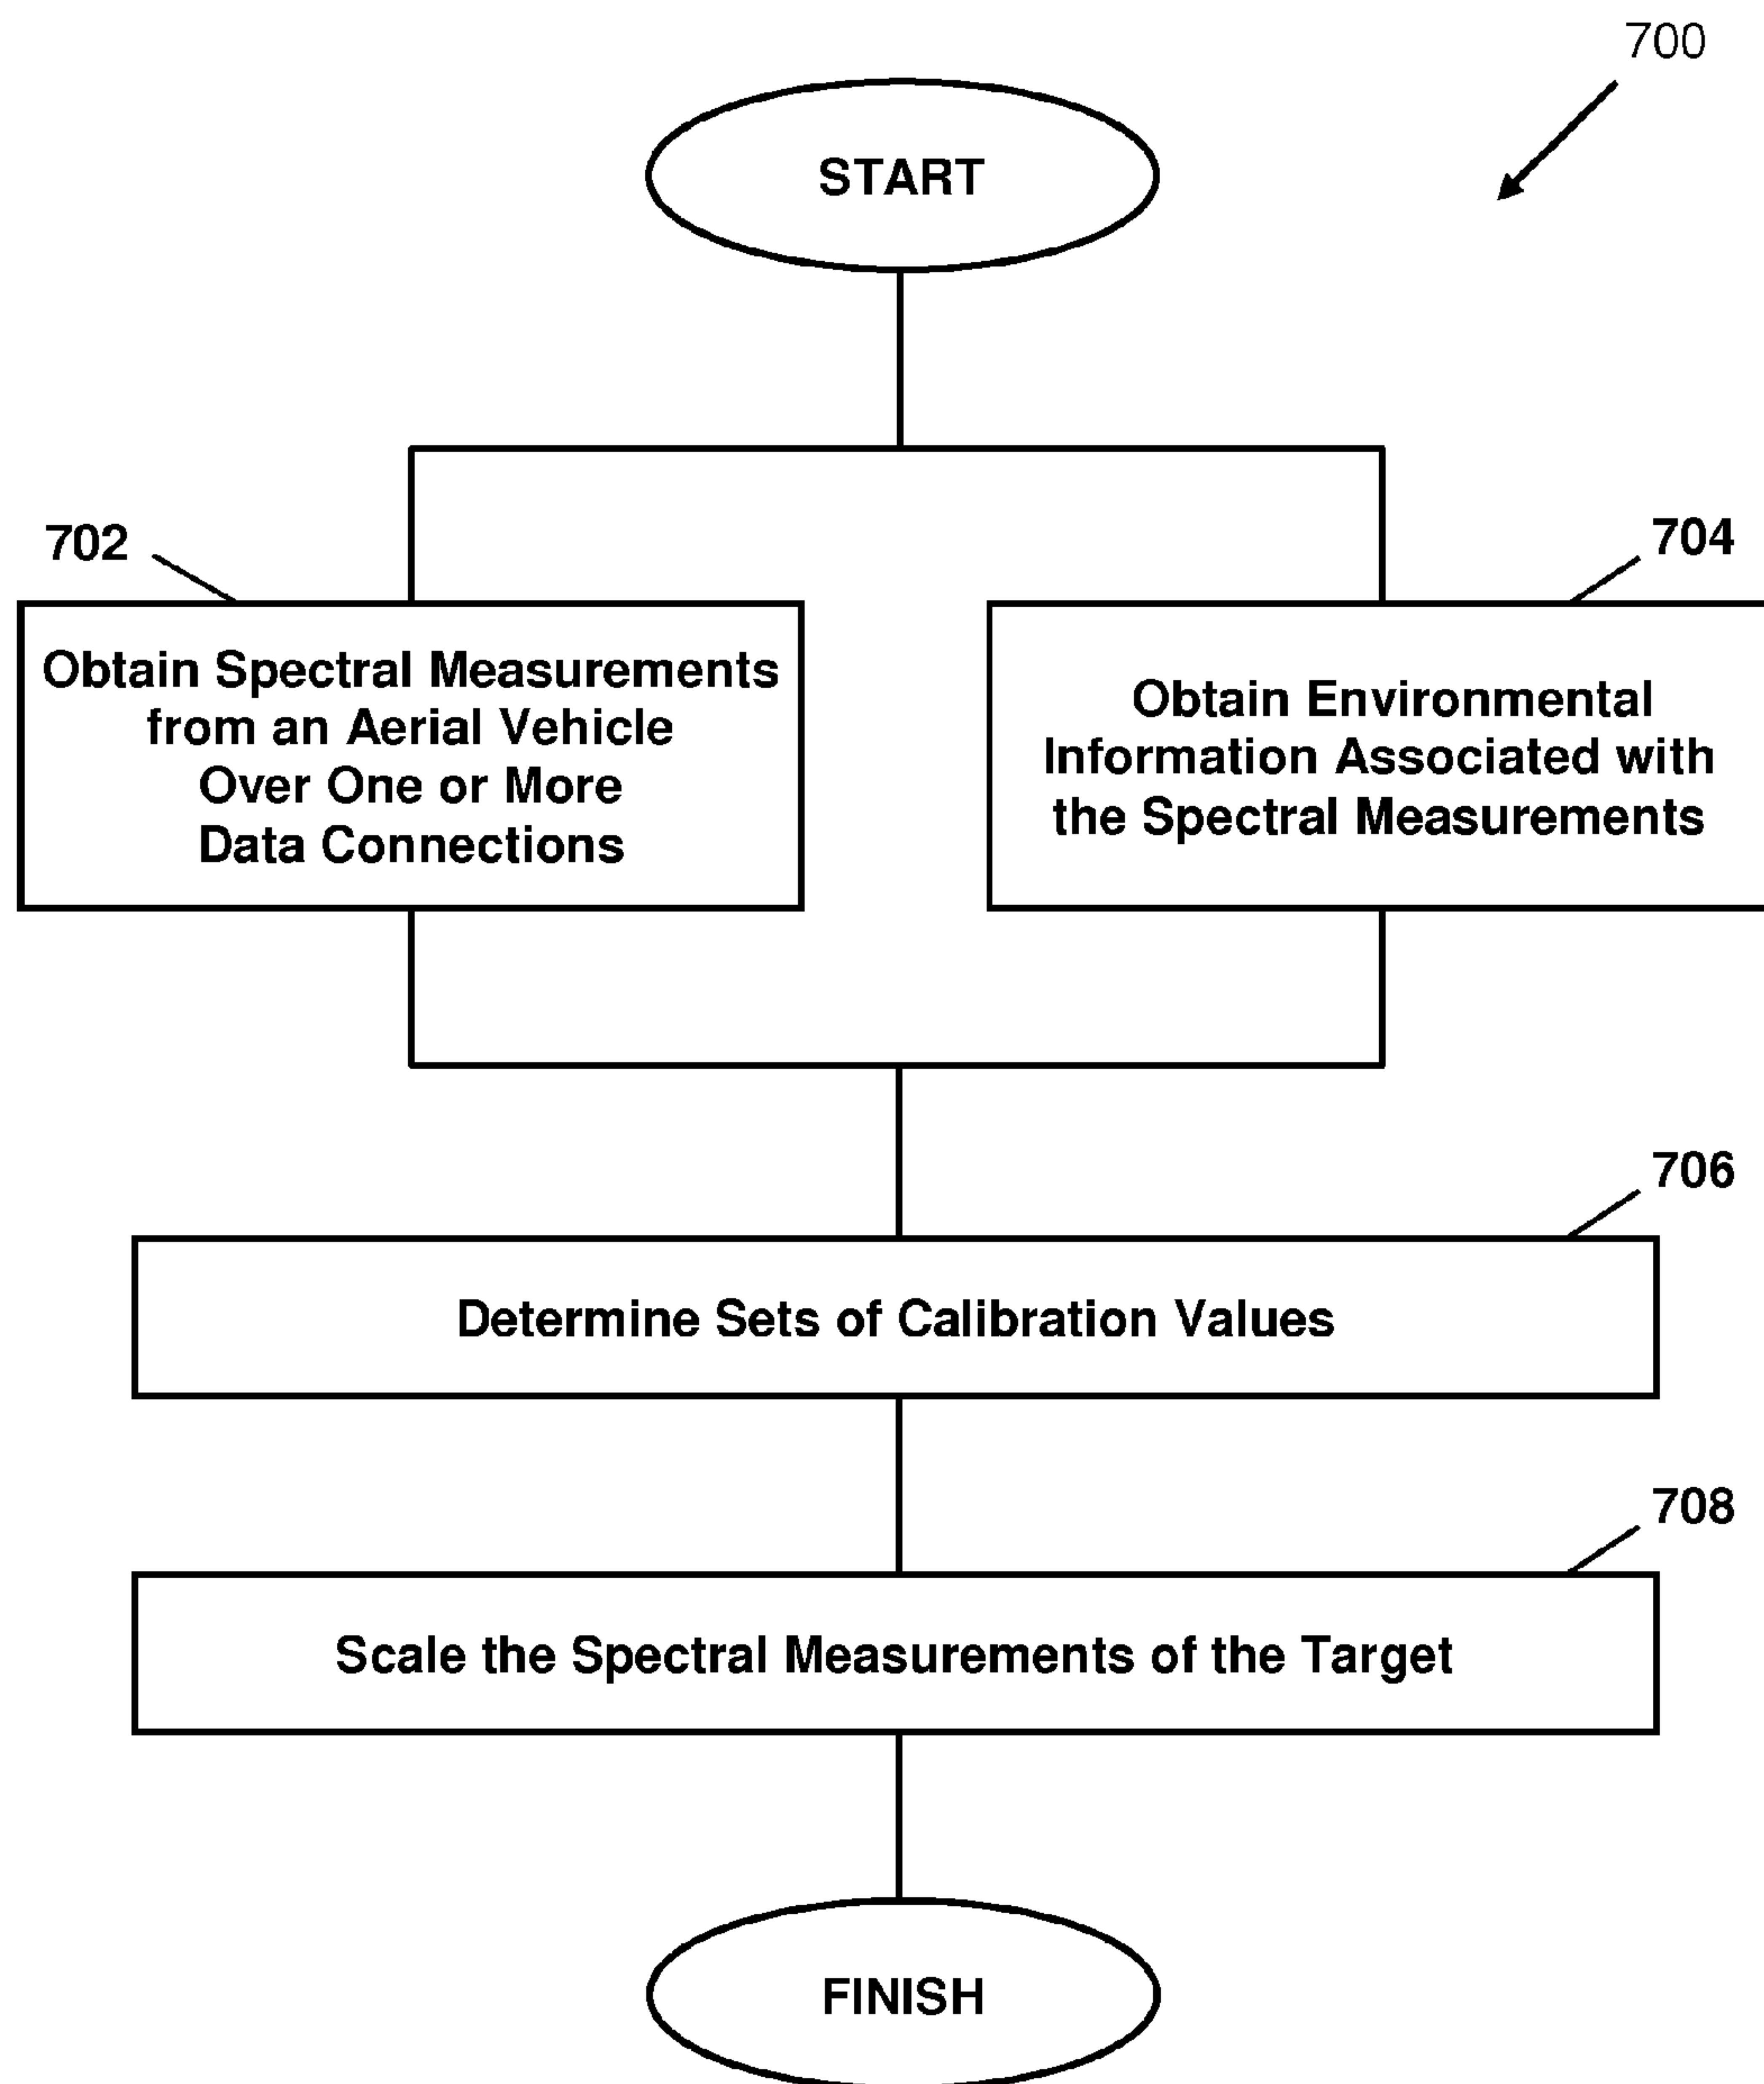 700
START
702
704
Obtain Spectral Measurements
from an Aerial Vehicle
Over One or More
Data Connections
Obtain Environmental
Information Associated with
the Spectral Measurements
706
Determine Sets of Calibration Values
708
Scale the Spectral Measurements of the Target
FINISH